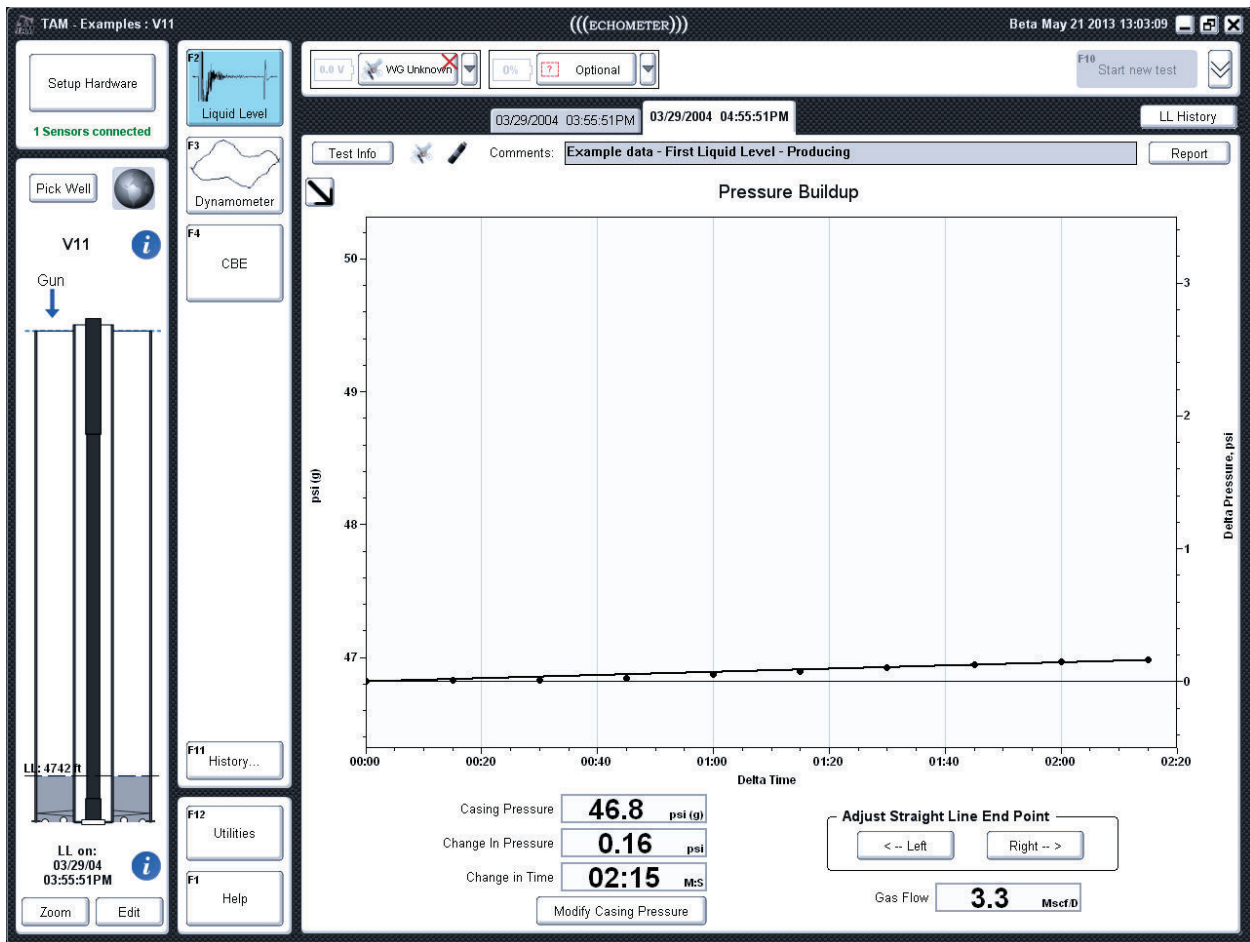 TAM - Examples : V11
(((ECHOMETER)))
Beta May 21 2013 13:03:09
Setup Hardware
1 Sensors connected
Pick Well
V11
Gun
LL: 4742 ft
LL on:
03/29/04
03:55:51PM
Zoom
Edit
F2
Liquid Level
F3
Dynamometer
F4
CBE
F11
History...
F12
Utilities
F1
Help
0.0 V
WG Unknown
0%
?
Optional
F10
Start new test
03/29/2004 03:55:51PM
03/29/2004 04:55:51PM
LL History
Test Info
Comments:
Example data - First Liquid Level - Producing
Report
Pressure Buildup
psi (g)
50
49
48
47
3
2
1
0
Delta Pressure, psi
00:00
00:20
00:40
01:00
01:20
01:40
02:00
02:20
Delta Time
Casing Pressure 46.8 psi (g)
Change In Pressure 0.16 psi
Change in Time 02:15 M:S
Modify Casing Pressure
Adjust Straight Line End Point
< -- Left
Right -- >
Gas Flow 3.3 Mscf/D